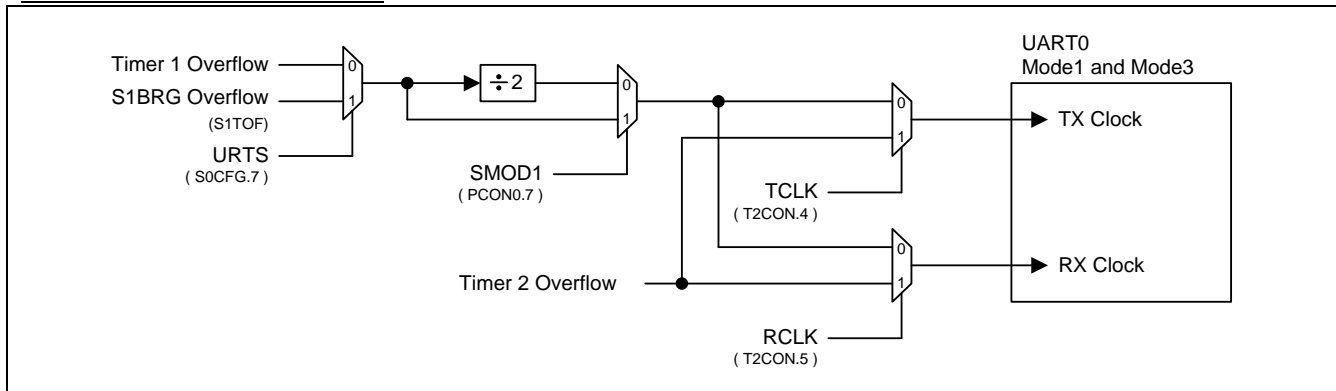 Timer 1 Overflow
S1BRG Overflow
(S1TOF)
URTS
( S0CFG.7 )
0
1
÷2
0
1
SMOD1
( PCON0.7 )
0
1
TCLK
( T2CON.4 )
UART0
Mode1 and Mode3
TX Clock
Timer 2 Overflow
0
1
RX Clock
RCLK
( T2CON.5 )